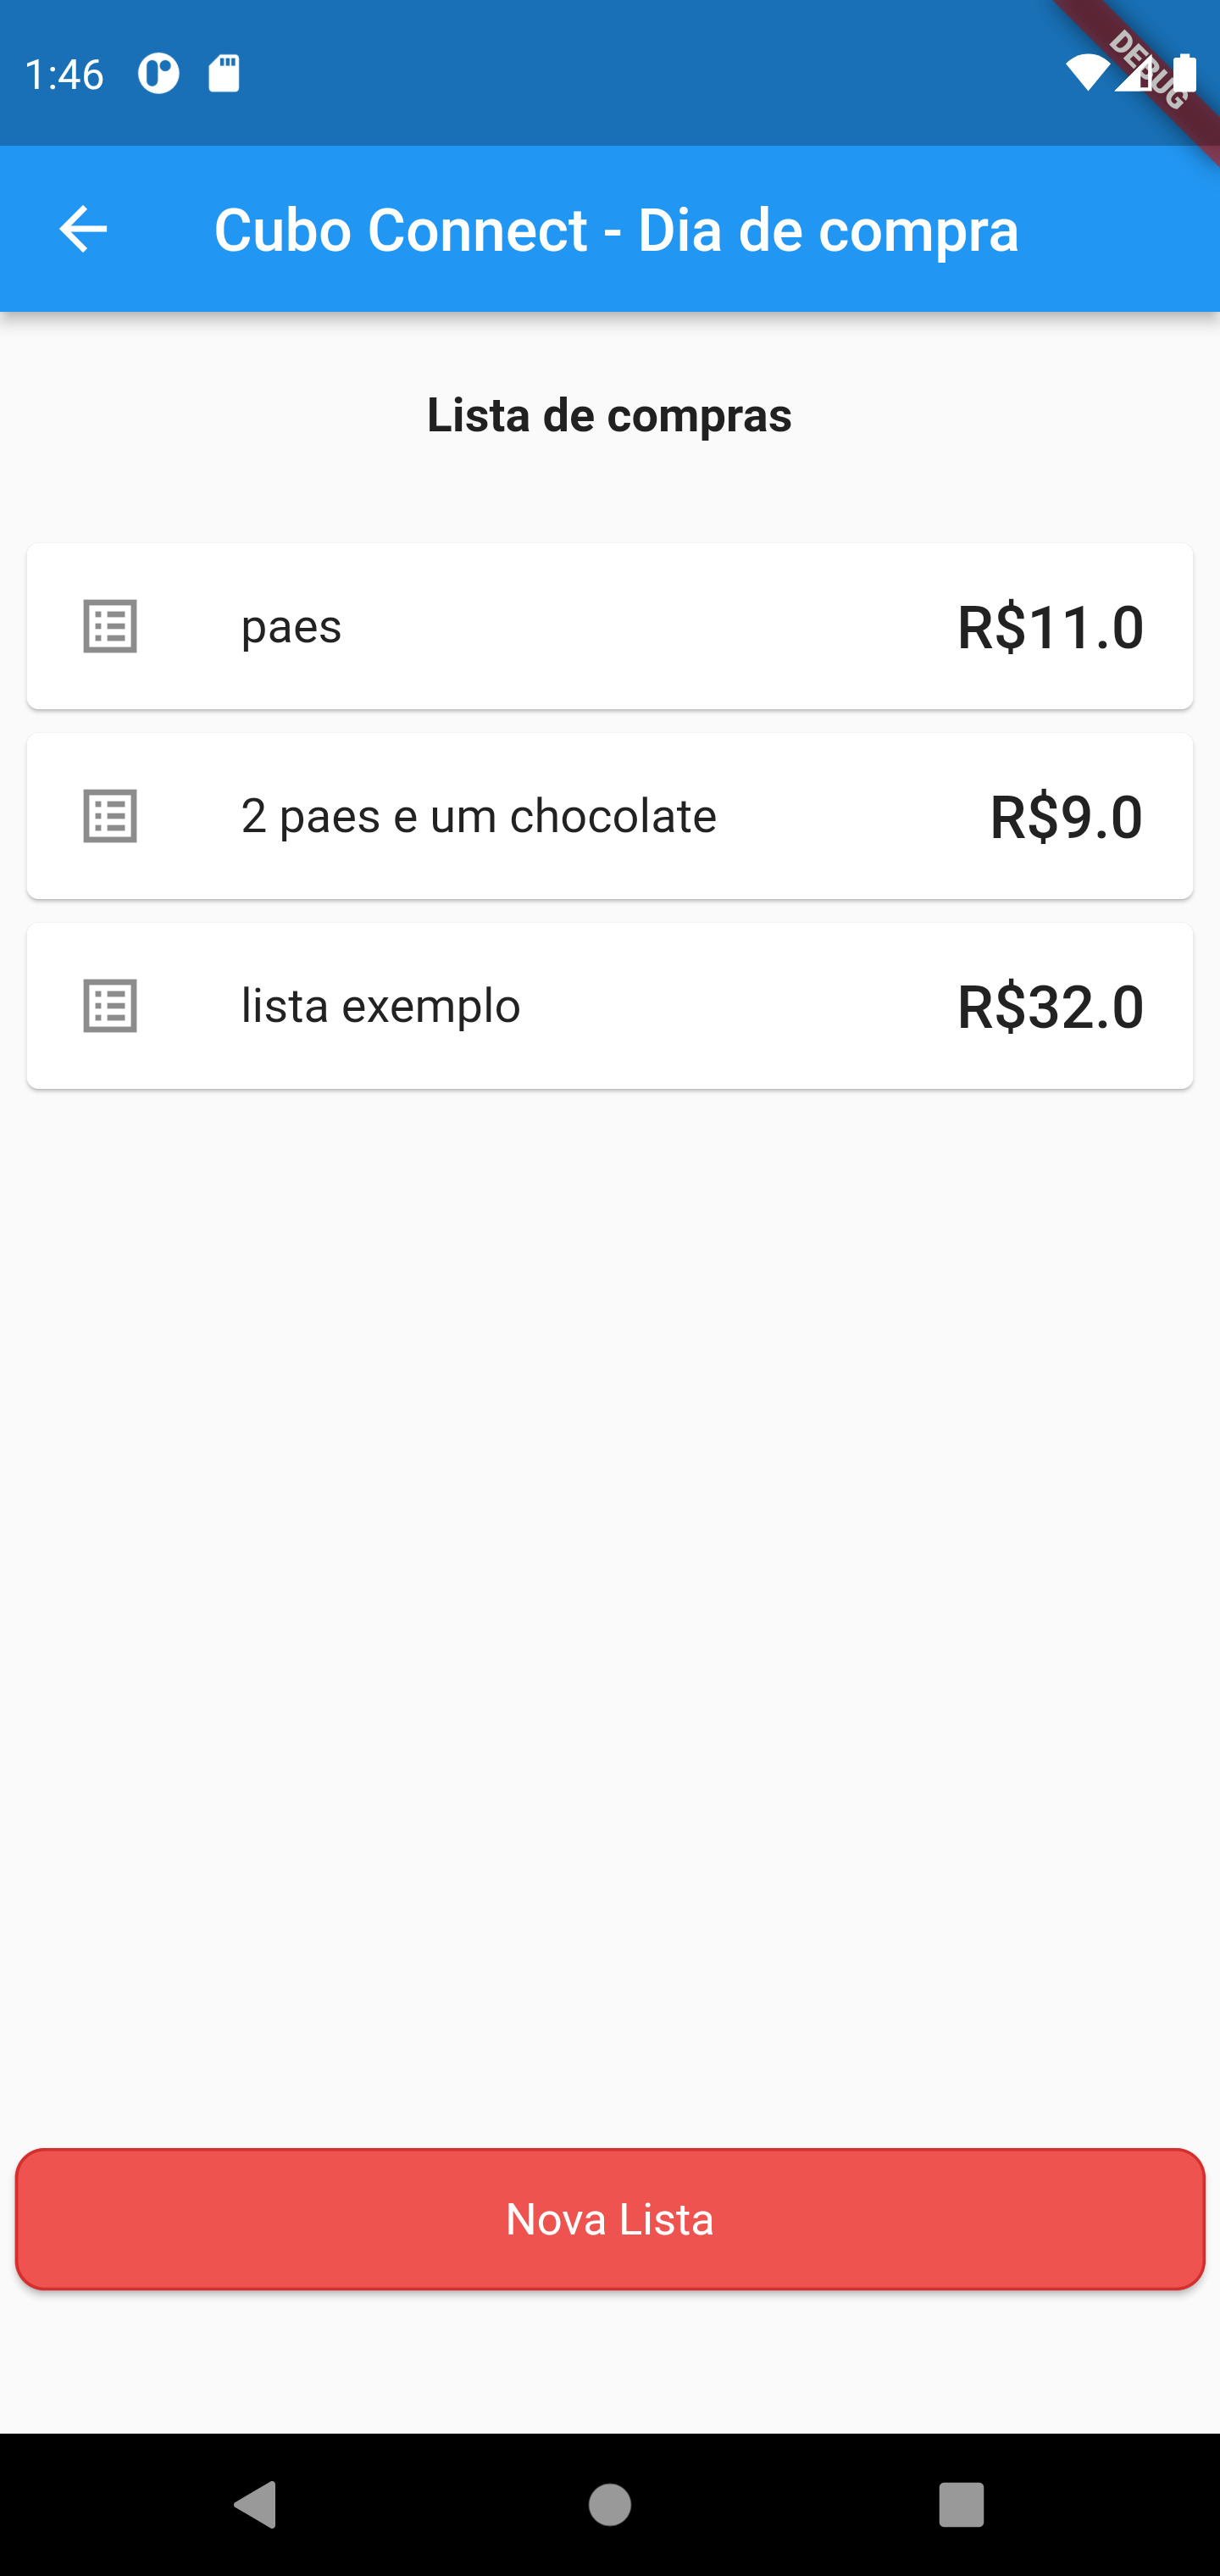 1:46
DEBUG
Cubo Connect - Dia de compra
Lista de compras
paes R$11.0
2 paes e um chocolate R$9.0
lista exemplo R$32.0
Nova Lista